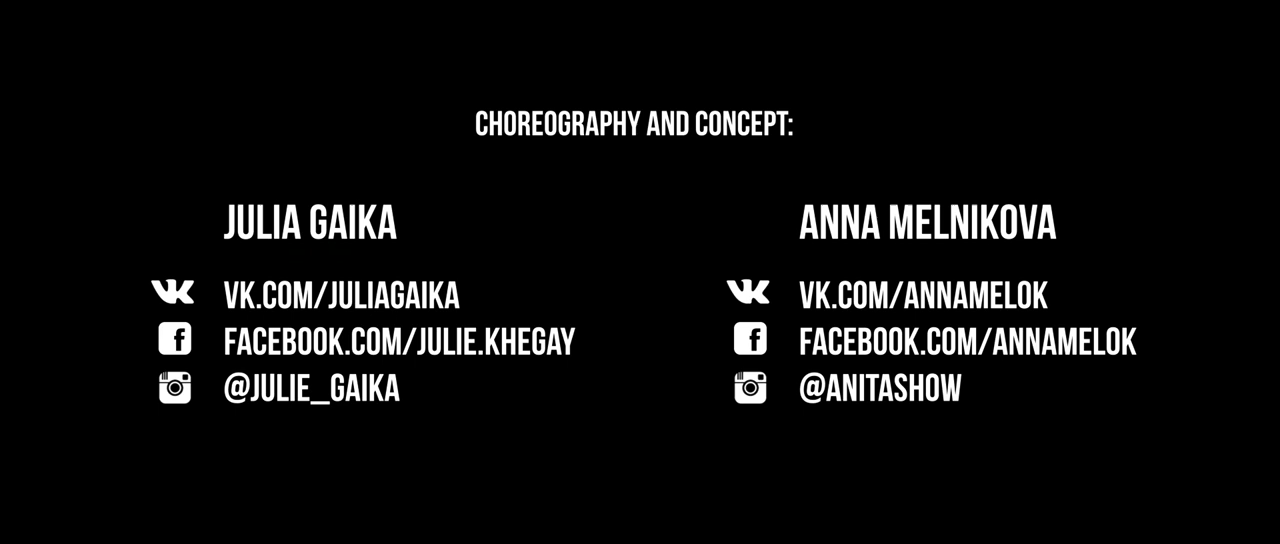 CHOREOGRAPHY AND CONCEPT:
JULIA GAIKA
VK.COM/JULIAGAIKA
FACEBOOK.COM/JULIE.KHEGAY
@JULIE_GAIKA
ANNA MELNIKOVA
VK.COM/ANNAMELOK
FACEBOOK.COM/ANNAMELOK
@ANITASHOW